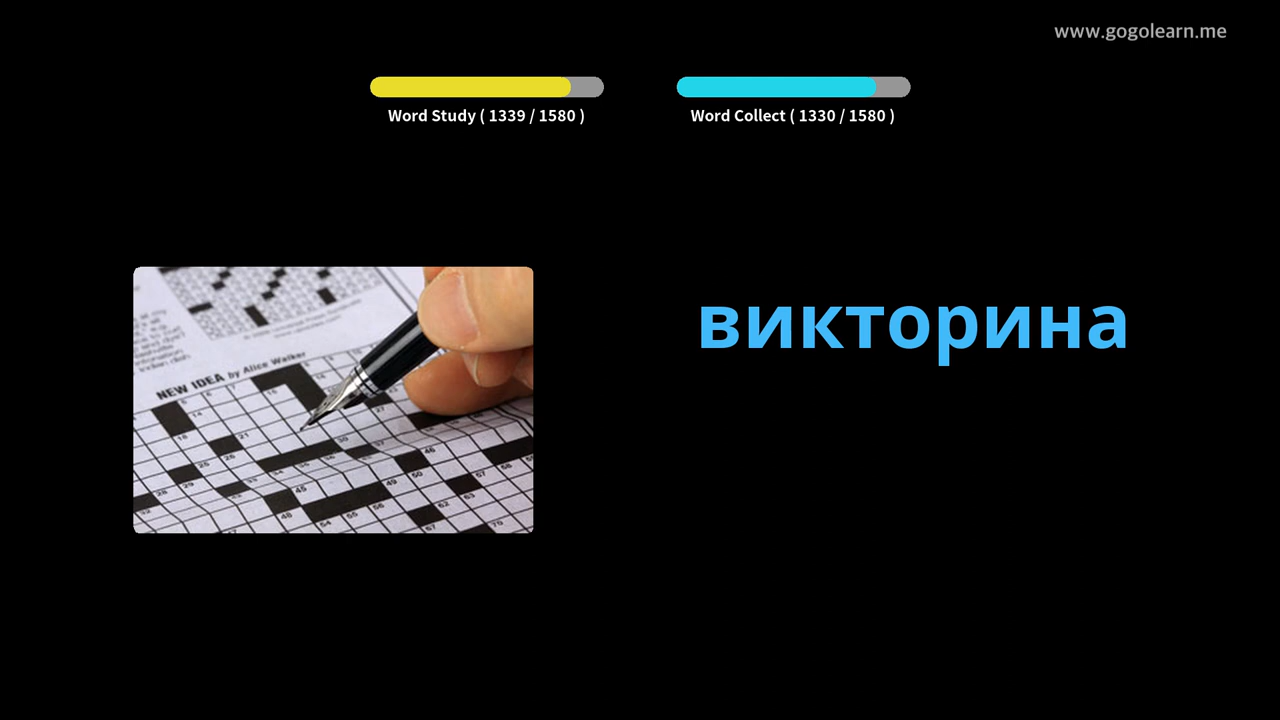 www.gogolearn.me
Word Study ( 1339 / 1580 )
Word Collect ( 1330 / 1580 )
викторина
NEW IDEA by Alice Walker